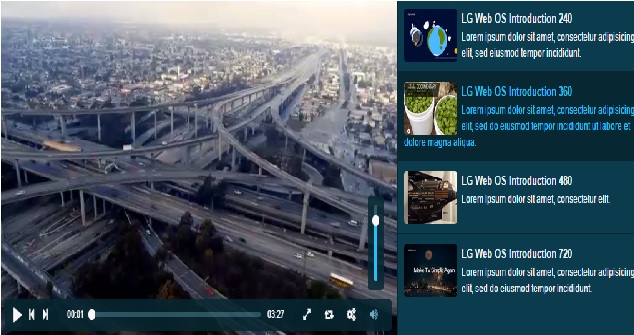 LG Web OS Introduction 240
Lorem ipsum dolor sit amet, consectetur adipisicing
elit, sed eiusmod tempor incididunt.
LG Web OS Introduction 360
Lorem ipsum dolor sit amet, consectetur adipisicing
elit, sed do eiusmod tempor incididunt ut labore et
dolore magna aliqua.
LG Web OS Introduction 480
Lorem ipsum dolor sit amet, consectetur elit.
LG Web OS Introduction 720
Lorem ipsum dolor sit amet, consectetur adipisicing
elit, sed do eiusmod tempor incididunt.
00:01
03:27